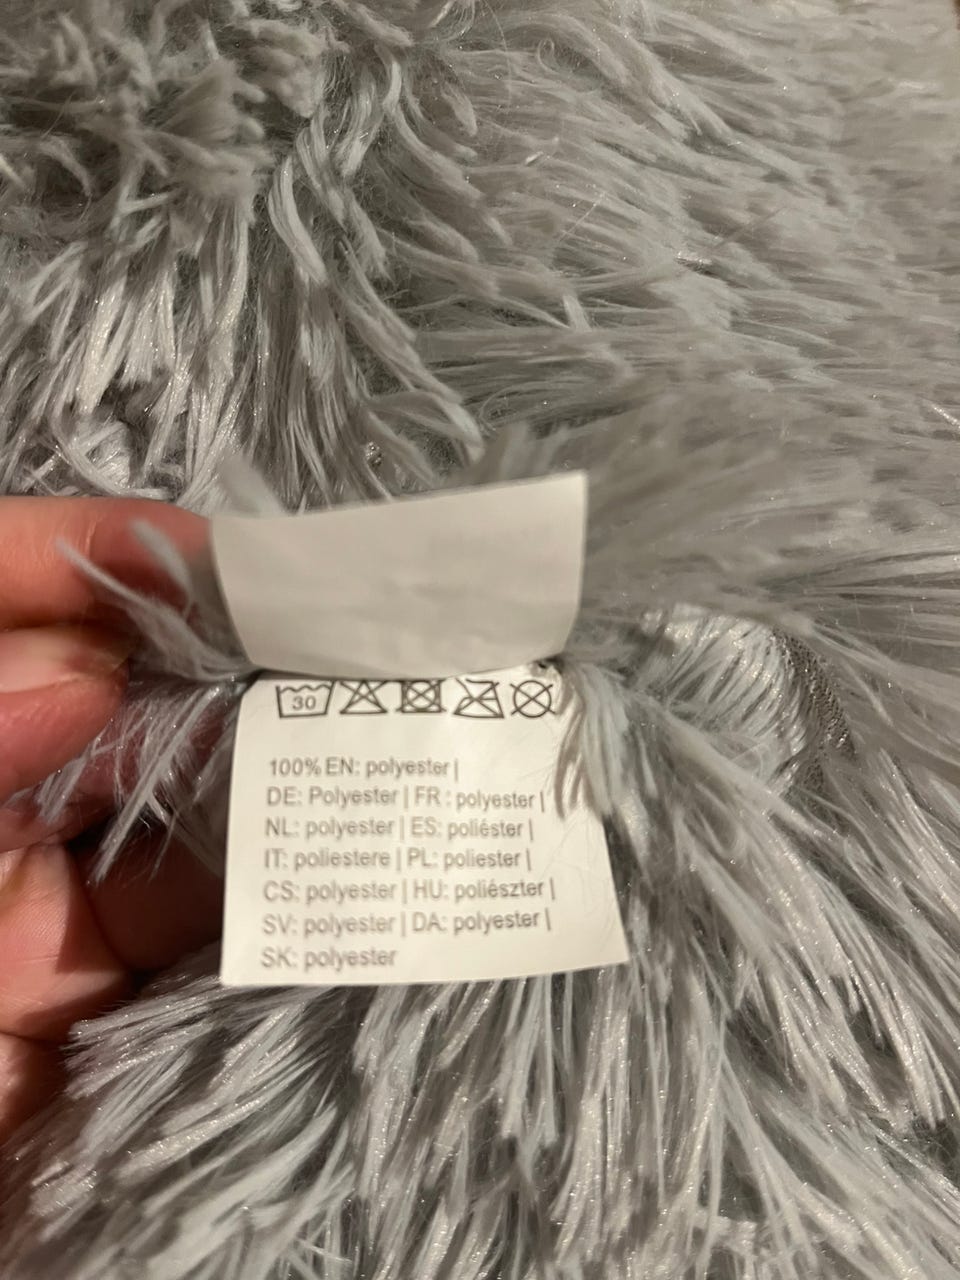 30
100% EN: polyester |
DE: Polyester | FR : polyester |
NL: polyester | ES: poliéster |
IT: poliestere | PL: poliester |
CS: polyester | HU: poliészter |
SV: polyester | DA: polyester |
SK: polyester